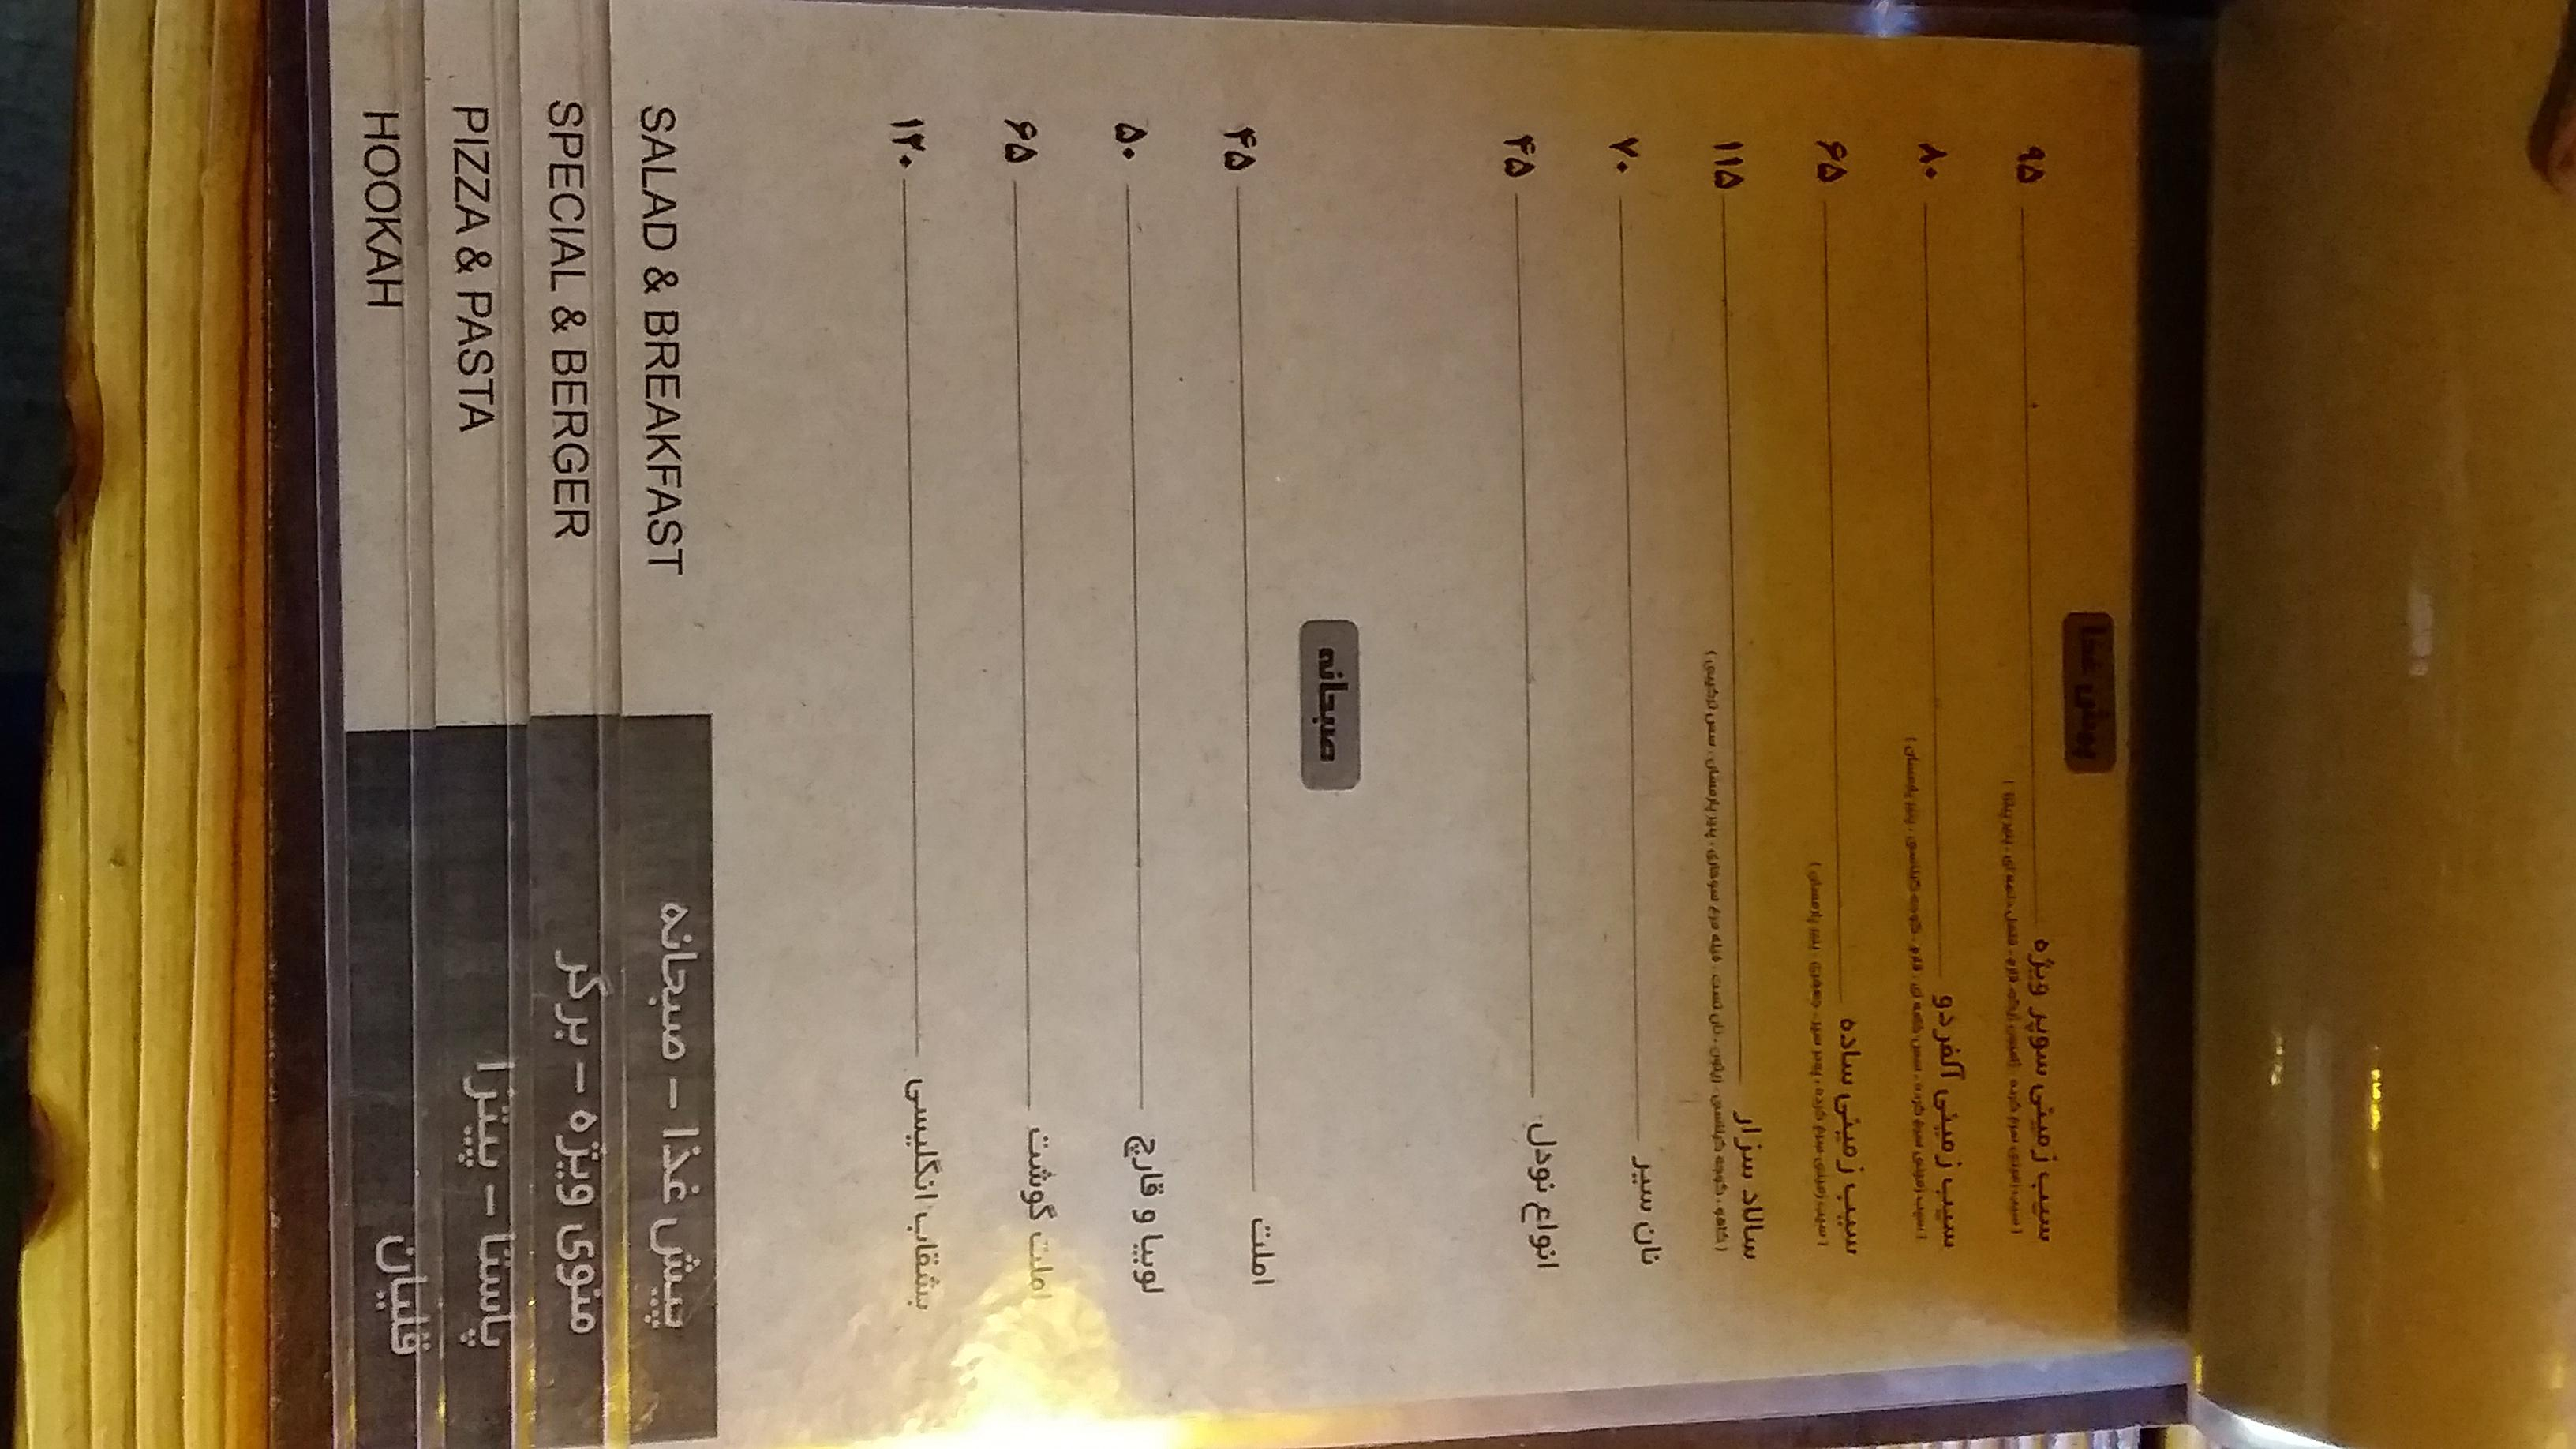 پیش غذا
سیب زمینی سوپر ویژه ۹۵
سیب زمینی آلفردو ۸۰
سیب زمینی ساده ۶۵
سالاد سزار ۱۱۵
نان سیر ۷۰
انواع نودل ۴۵
صبحانه
املت ۴۵
لوبیا و قارچ ۵۰
املت گوشت ۶۵
بشقاب انگلیسی ۱۲۰
SALAD & BREAKFAST پیش غذا - صبحانه
SPECIAL & BERGER منوی ویژه - برگر
PIZZA & PASTA پاستا - پیتزا
HOOKAH قلیان